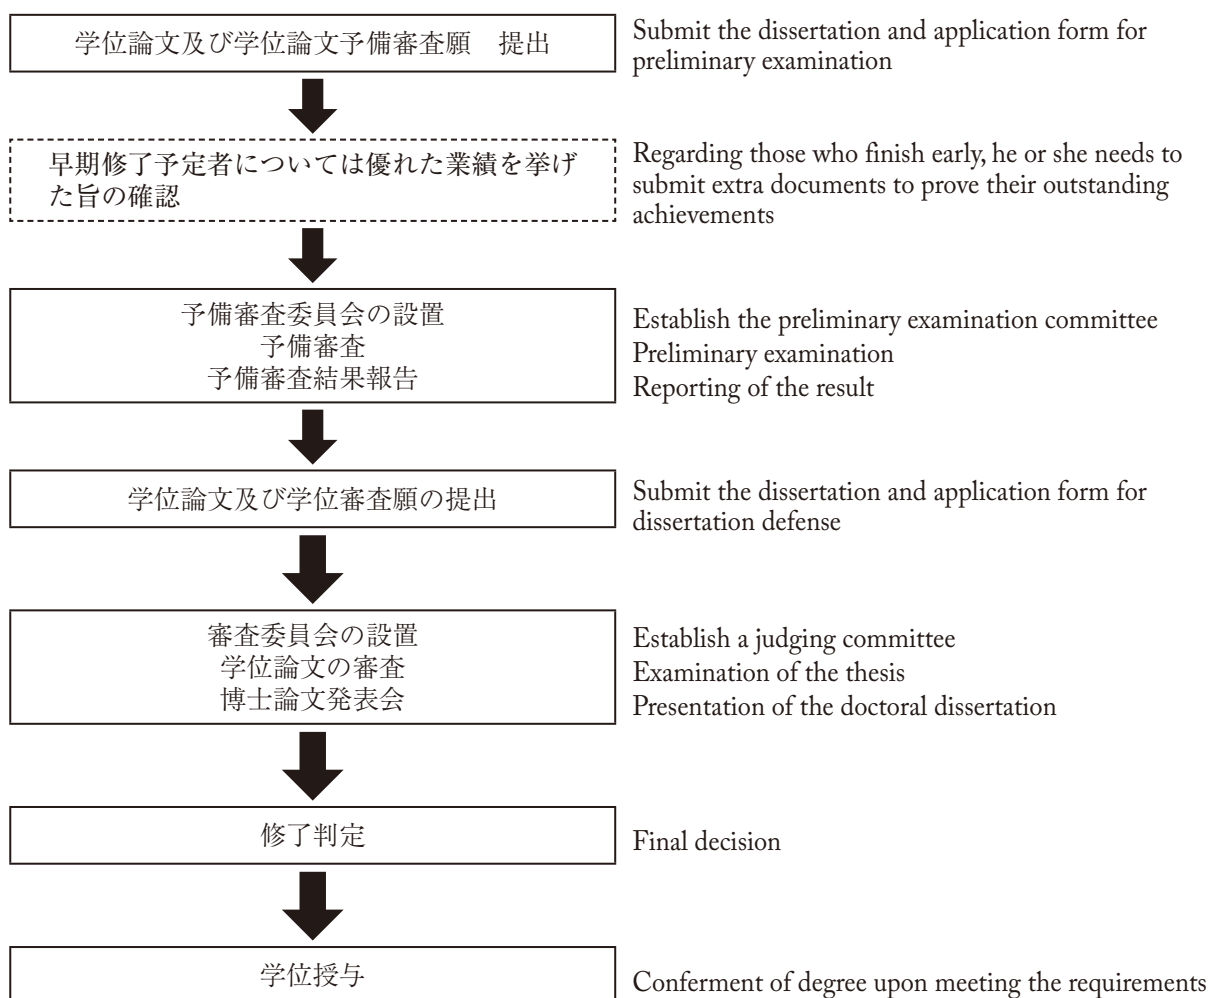 学位論文及び学位論文予備審査願　提出
Submit the dissertation and application form for
preliminary examination
早期修了予定者については優れた業績を挙げ
た旨の確認
Regarding those who finish early, he or she needs to
submit extra documents to prove their outstanding
achievements
予備審査委員会の設置
予備審査
予備審査結果報告
Establish the preliminary examination committee
Preliminary examination
Reporting of the result
学位論文及び学位審査願の提出
Submit the dissertation and application form for
dissertation defense
審査委員会の設置
学位論文の審査
博士論文発表会
Establish a judging committee
Examination of the thesis
Presentation of the doctoral dissertation
修了判定
Final decision
学位授与
Conferment of degree upon meeting the requirements